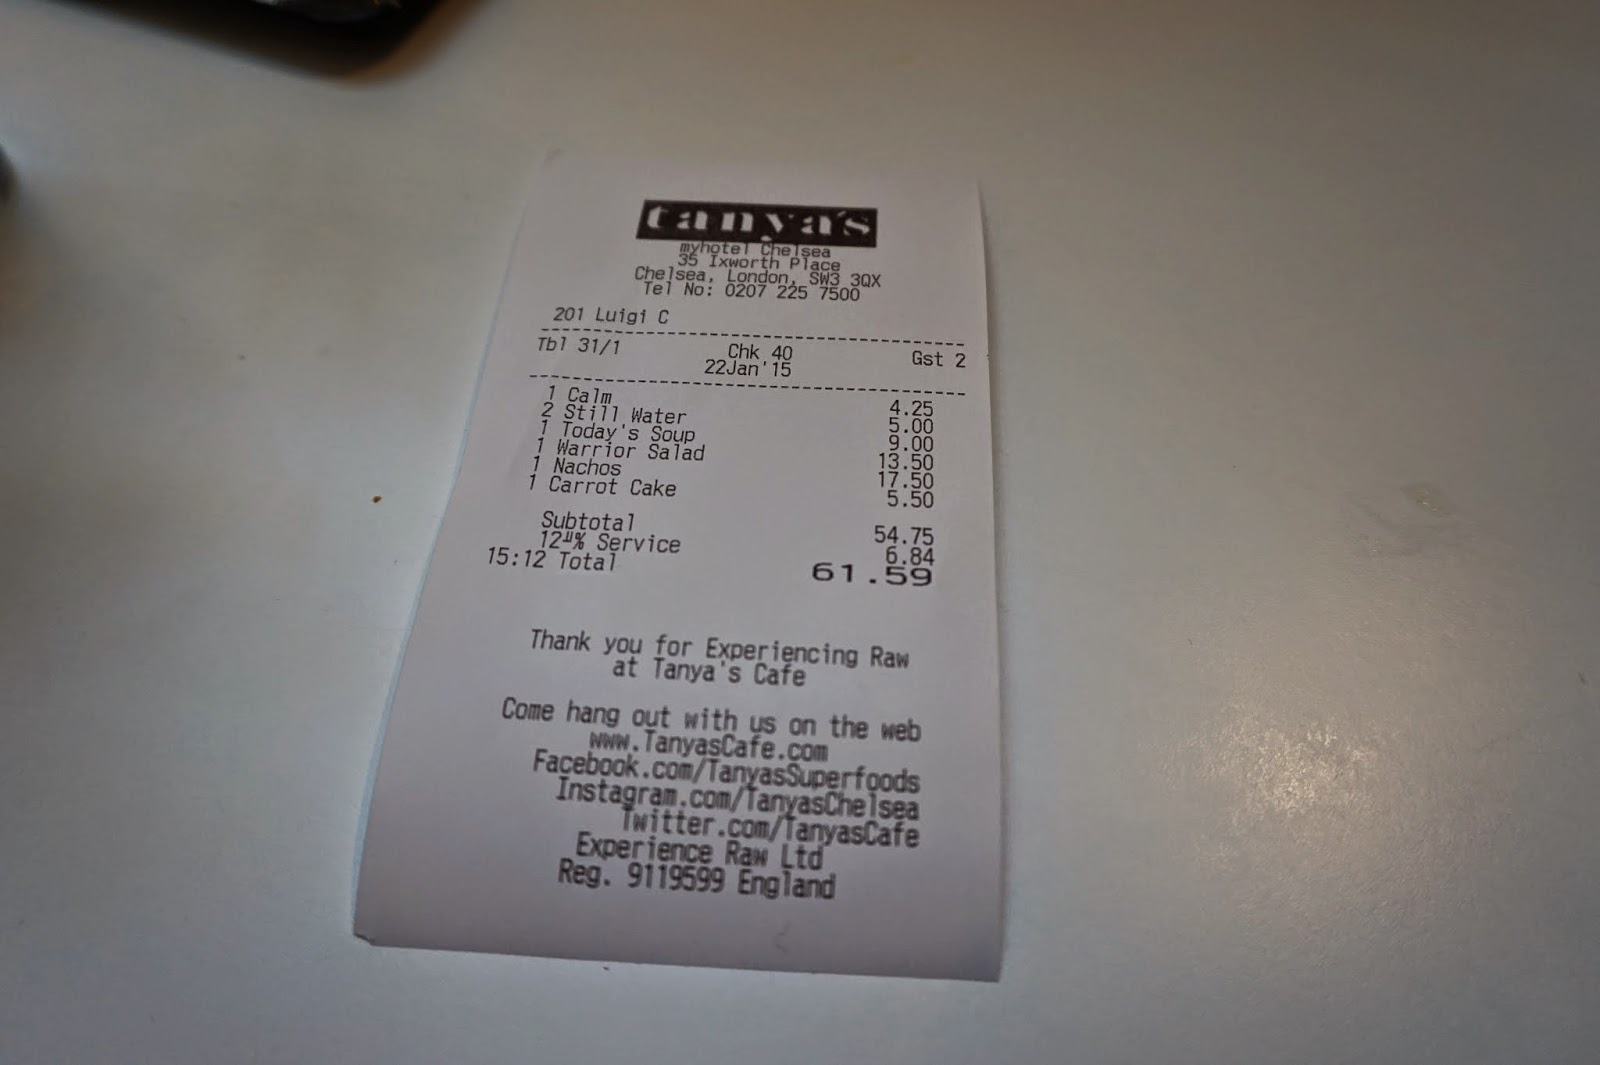 tanya's
myhotel Chelsea
35 Ixworth Place
Chelsea, London, SW3 3QX
Tel No: 0207 225 7500
201 Luigi C
Tbl 31/1 Chk 40 Gst 2
22Jan'15
1 Calm 4.25
2 Still Water 5.00
1 Today's Soup 9.00
1 Warrior Salad 13.50
1 Nachos 17.50
1 Carrot Cake 5.50
Subtotal 54.75
Service 6.84
15:12 Total 61.59
Thank you for Experiencing Raw
at Tanya's Cafe
Come hang out with us on the web
www.TanyasCafe.com
Facebook.com/TanyasSuperfoods
Instagram.com/TanyasChelsea
Twitter.com/TanyasCafe
Experience Raw Ltd
Reg. 9119599 England